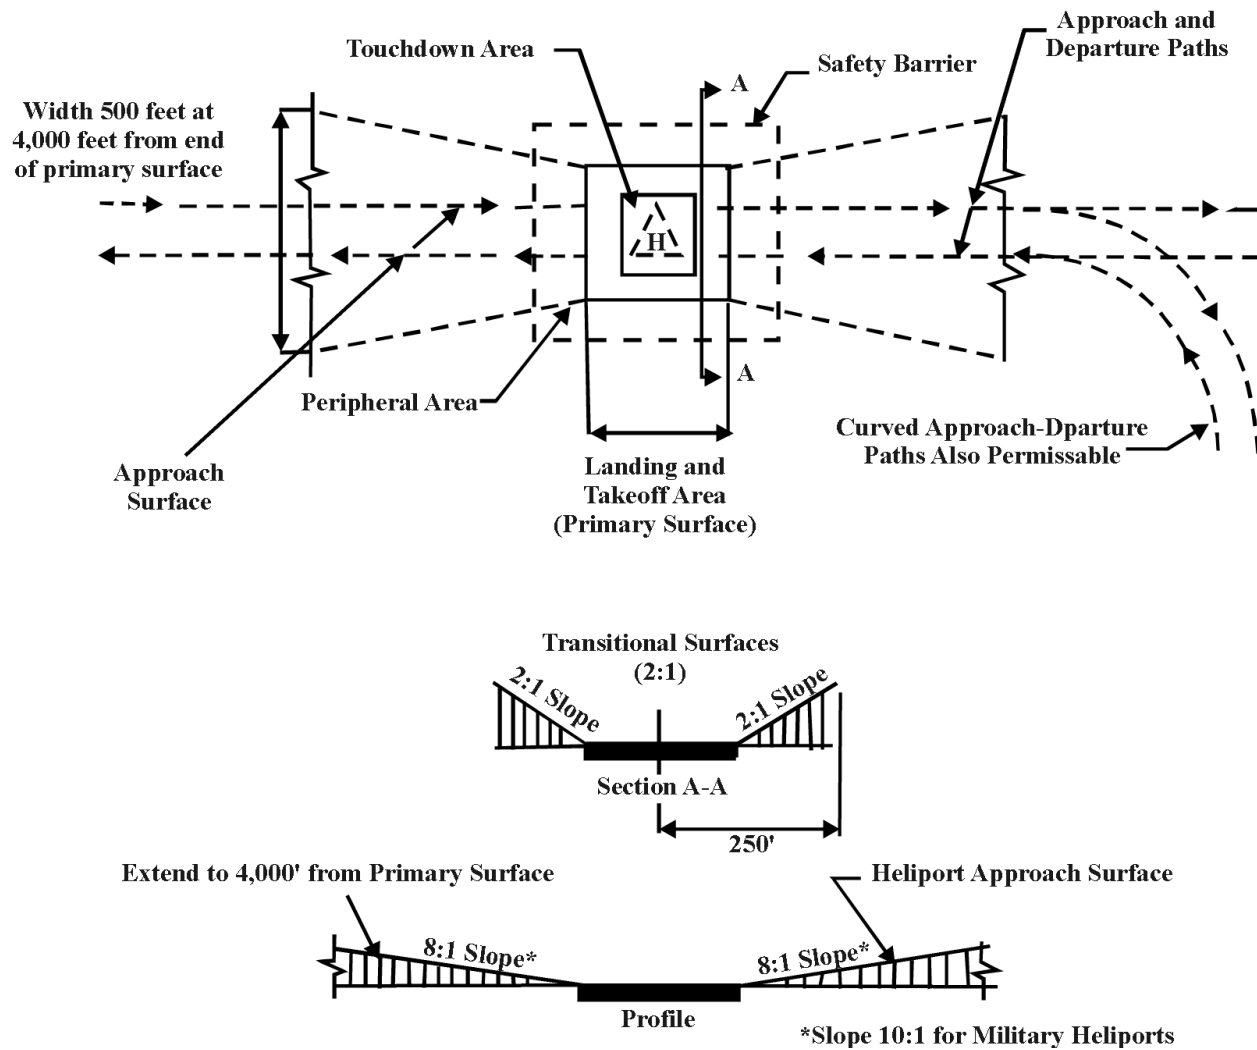 Touchdown Area
Approach and
Departure Paths
Safety Barrier
A
Width 500 feet at
4,000 feet from end
of primary surface
H
A
Peripheral Area
Curved Approach-Dparture
Paths Also Permissable
Approach
Surface
Landing and
Takeoff Area
(Primary Surface)
Transitional Surfaces
(2:1)
2:1 Slope
2:1 Slope
Section A-A
250'
Extend to 4,000' from Primary Surface
Heliport Approach Surface
8:1 Slope*
8:1 Slope*
Profile
*Slope 10:1 for Military Heliports